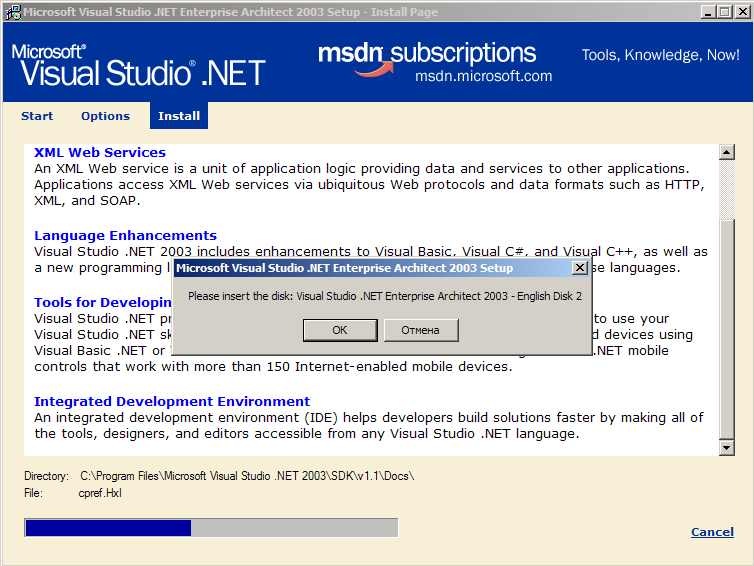 Microsoft Visual Studio .NET Enterprise Architect 2003 Setup - Install Page
Microsoft®
Visual Studio® .NET
msdn subscriptions
msdn.microsoft.com
Tools, Knowledge, Now!
Start Options Install
XML Web Services
An XML Web service is a unit of application logic providing data and services to other applications.
Applications access XML Web services via ubiquitous Web protocols and data formats such as HTTP,
XML, and SOAP.
Language Enhancements
Visual Studio .NET 2003 includes enhancements to Visual Basic, Visual C#, and Visual C++, as well as
a new programming se languages.
Microsoft Visual Studio .NET Enterprise Architect 2003 Setup
Please insert the disk: Visual Studio .NET Enterprise Architect 2003 - English Disk 2
OK Отмена
Tools for Developin
Visual Studio .NET pr to use your
Visual Studio .NET sk d devices using
Visual Basic .NET or .NET mobile
controls that work with more than 150 Internet-enabled mobile devices.
Integrated Development Environment
An integrated development environment (IDE) helps developers build solutions faster by making all of
the tools, designers, and editors accessible from any Visual Studio .NET language.
Directory: C:\Program Files\Microsoft Visual Studio .NET 2003\SDK\v1.1\Docs\
File: cpref.HxI
Cancel